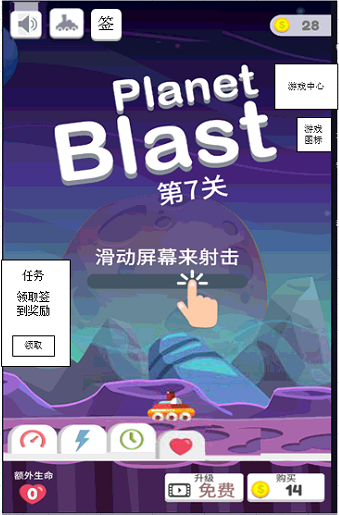 签
28
游戏中心
Planet
Blast
游戏
图标
第7关
滑动屏幕来射击
任务
领取签
到奖励
领取
额外生命
0
升级
免费
购买
14